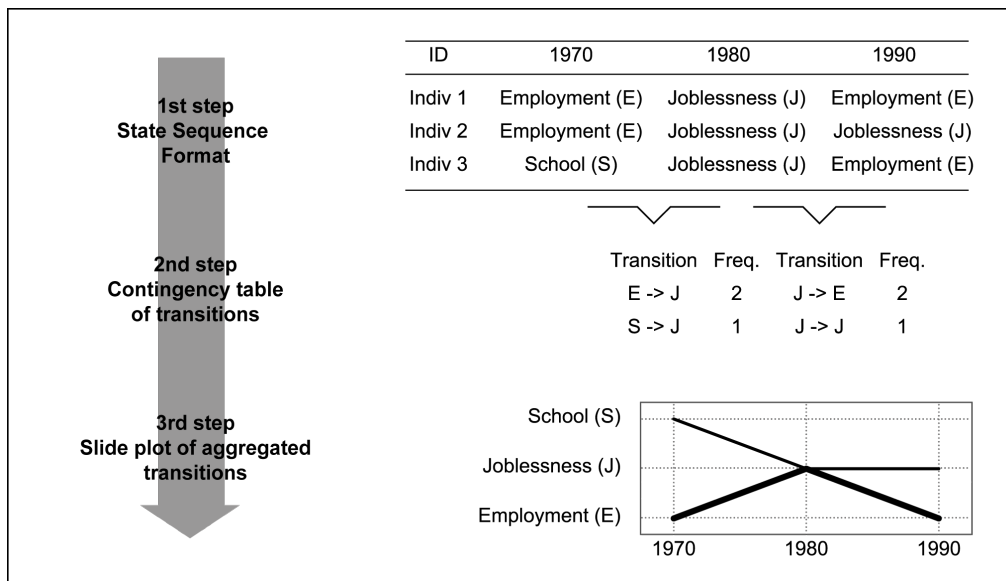 1st step
State Sequence
Format
ID 1970 1980 1990
Indiv 1 Employment (E) Joblessness (J) Employment (E)
Indiv 2 Employment (E) Joblessness (J) Joblessness (J)
Indiv 3 School (S) Joblessness (J) Employment (E)
2nd step
Contingency table
of transitions
Transition Freq. Transition Freq.
E -> J 2 J -> E 2
S -> J 1 J -> J 1
3rd step
Slide plot of aggregated
transitions
School (S)
Joblessness (J)
Employment (E)
1970 1980 1990